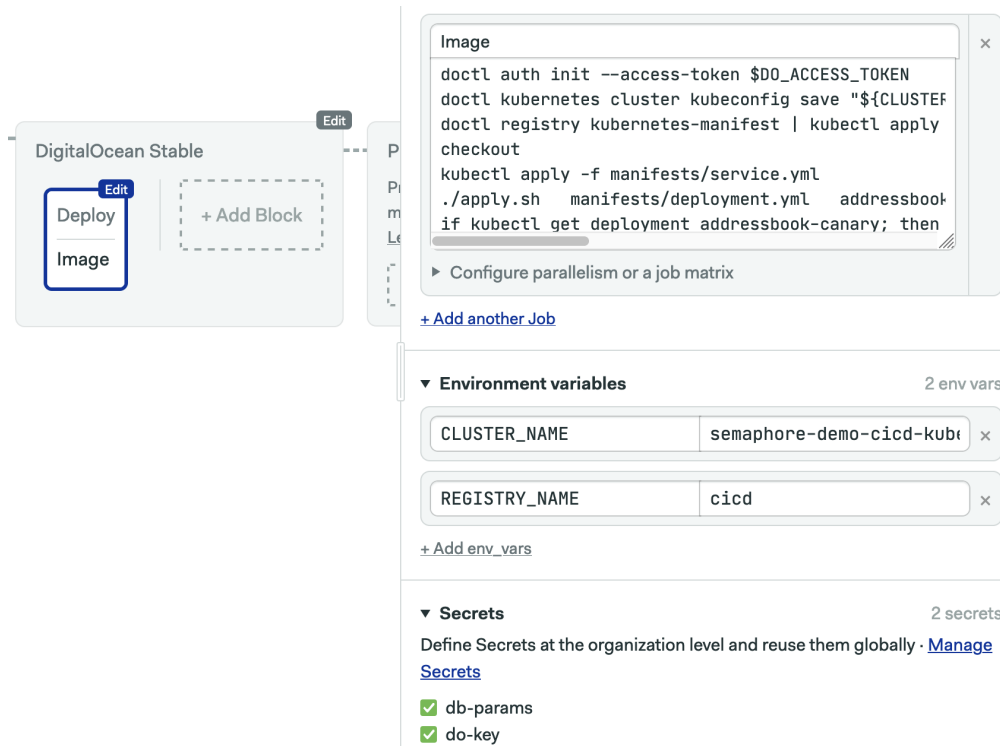 Edit
DigitalOcean Stable
Edit
Deploy
Image
+ Add Block
Image
doctl auth init --access-token $DO_ACCESS_TOKEN
doctl kubernetes cluster kubeconfig save "${CLUSTER
doctl registry kubernetes-manifest | kubectl apply
checkout
kubectl apply -f manifests/service.yml
./apply.sh   manifests/deployment.yml   addressbook
if kubectl get deployment addressbook-canary; then
Configure parallelism or a job matrix
+ Add another Job
Environment variables
2 env vars
CLUSTER_NAME
semaphore-demo-cicd-kube
REGISTRY_NAME
cicd
+ Add env_vars
Secrets
2 secrets
Define Secrets at the organization level and reuse them globally · Manage
Secrets
db-params
do-key